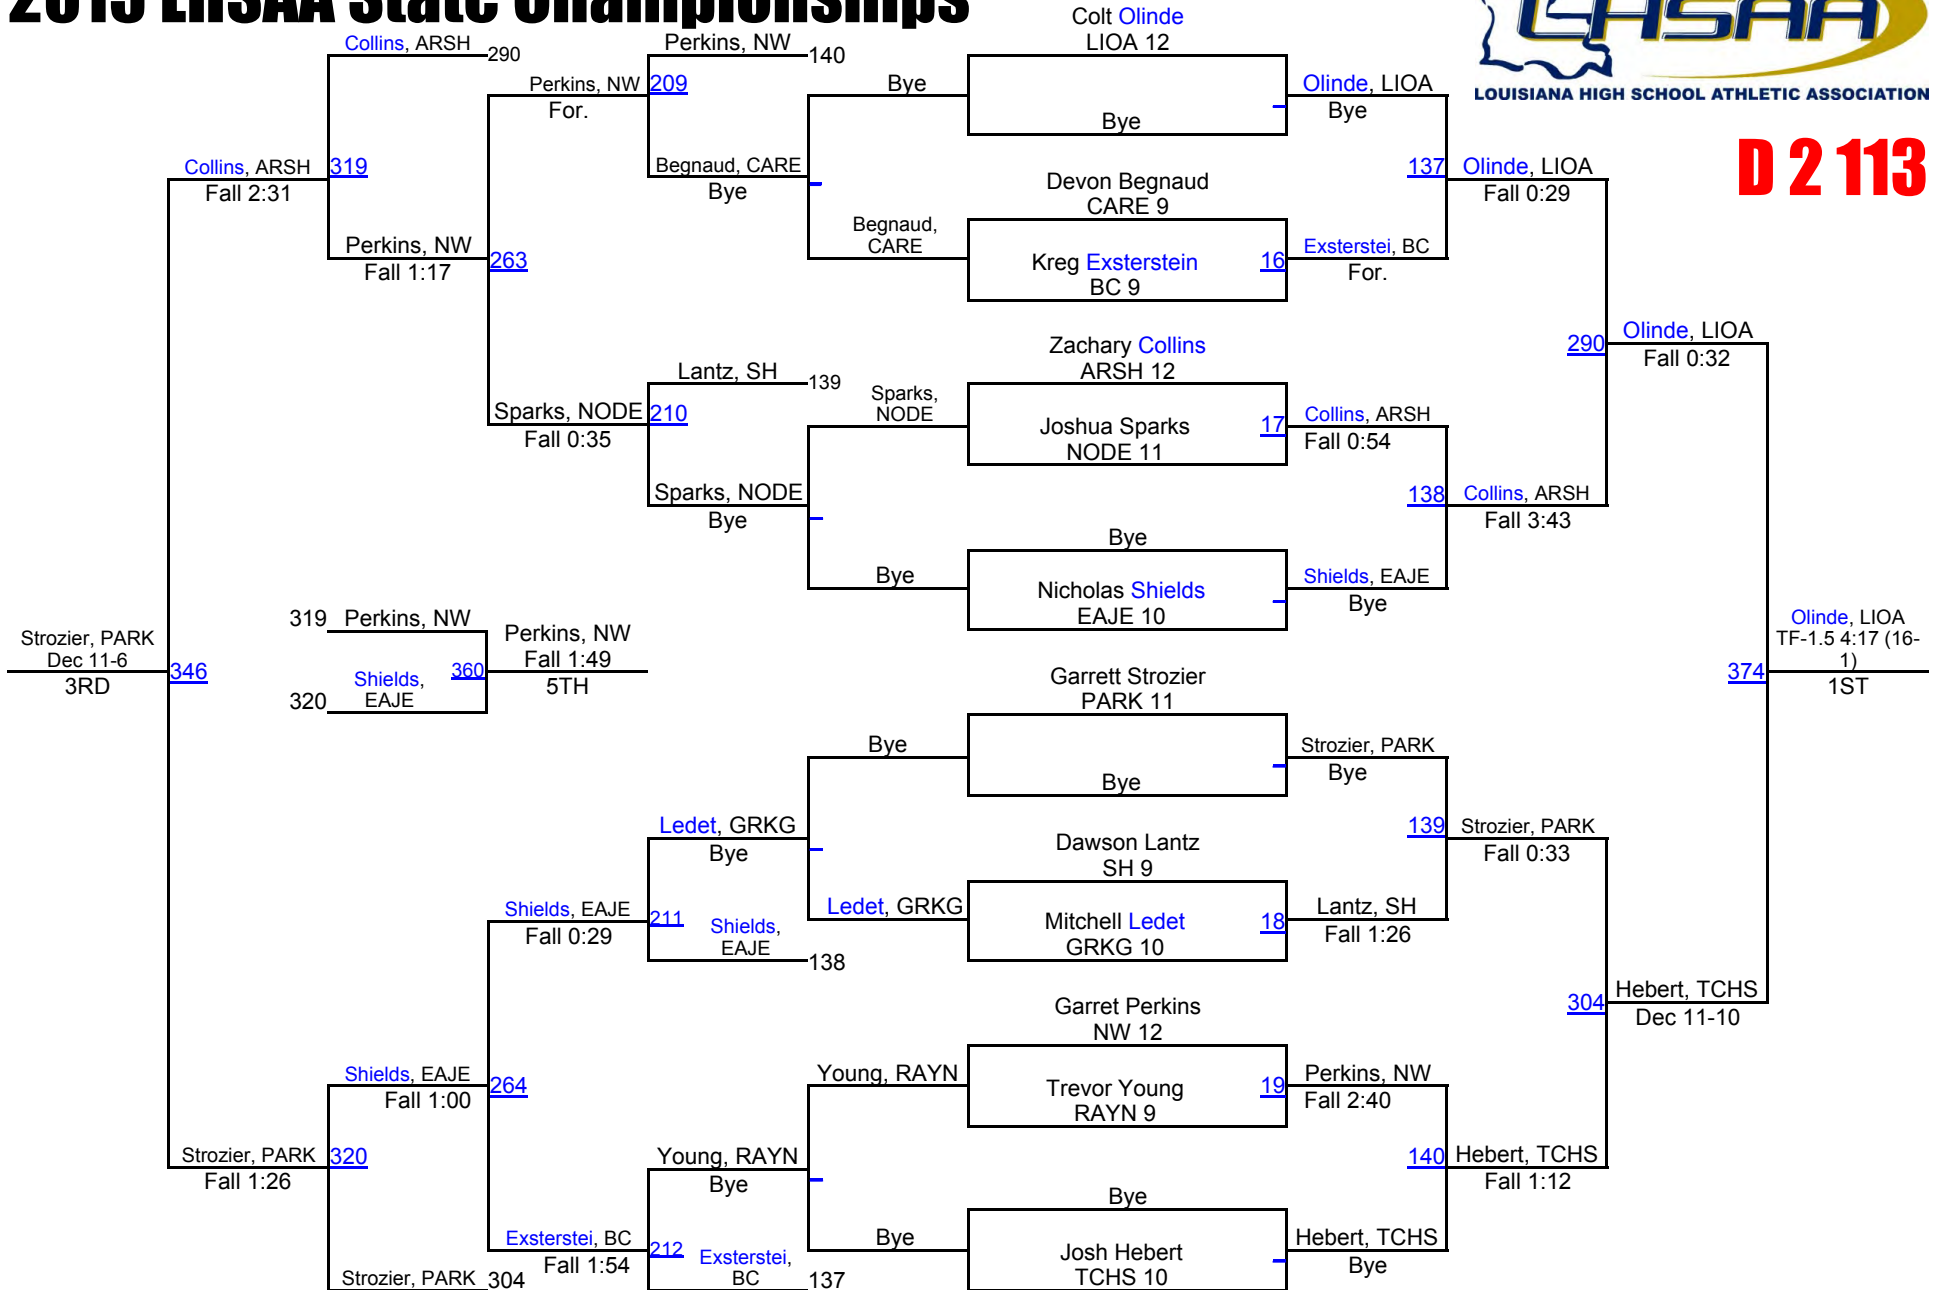 2015 LHSAA State Championships
LHSAA
LOUISIANA HIGH SCHOOL ATHLETIC ASSOCIATION
D 2 113
Colt Olinde
LIOA 12
Bye
Devon Begnaud
CARE 9
Kreg Exsterstein
BC 9
16
Zachary Collins
ARSH 12
Joshua Sparks
NODE 11
17
Bye
Nicholas Shields
EAJE 10
Garrett Strozier
PARK 11
Bye
Dawson Lantz
SH 9
Mitchell Ledet
GRKG 10
18
Garret Perkins
NW 12
Trevor Young
RAYN 9
19
Bye
Josh Hebert
TCHS 10
Olinde, LIOA
Bye
137
Exsterstei, BC
For.
Collins, ARSH
Fall 0:54
138
Shields, EAJE
Bye
Strozier, PARK
Bye
139
Lantz, SH
Fall 1:26
Perkins, NW
Fall 2:40
140
Hebert, TCHS
Bye
Olinde, LIOA
Fall 0:29
290
Collins, ARSH
Fall 3:43
Strozier, PARK
Fall 0:33
304
Hebert, TCHS
Fall 1:12
Olinde, LIOA
Fall 0:32
374
Hebert, TCHS
Dec 11-10
Olinde, LIOA
TF-1.5 4:17 (16-
1)
1ST
Bye
Begnaud,
CARE
Sparks,
NODE
Bye
Bye
Ledet, GRKG
Young, RAYN
Bye
Perkins, NW
140
209
Begnaud, CARE
Bye
Lantz, SH
139
210
Sparks, NODE
Bye
Ledet, GRKG
Bye
211
Shields,
EAJE
138
Young, RAYN
Bye
212
Exsterstei,
BC
137
Perkins, NW
For.
263
Sparks, NODE
Fall 0:35
Shields, EAJE
Fall 0:29
264
Exsterstei, BC
Fall 1:54
Collins, ARSH
290
319
Perkins, NW
Fall 1:17
Shields, EAJE
Fall 1:00
320
Strozier, PARK
304
Collins, ARSH
Fall 2:31
346
Strozier, PARK
Fall 1:26
Strozier, PARK
Dec 11-6
3RD
319
Perkins, NW
360
320
Shields,
EAJE
Perkins, NW
Fall 1:49
5TH